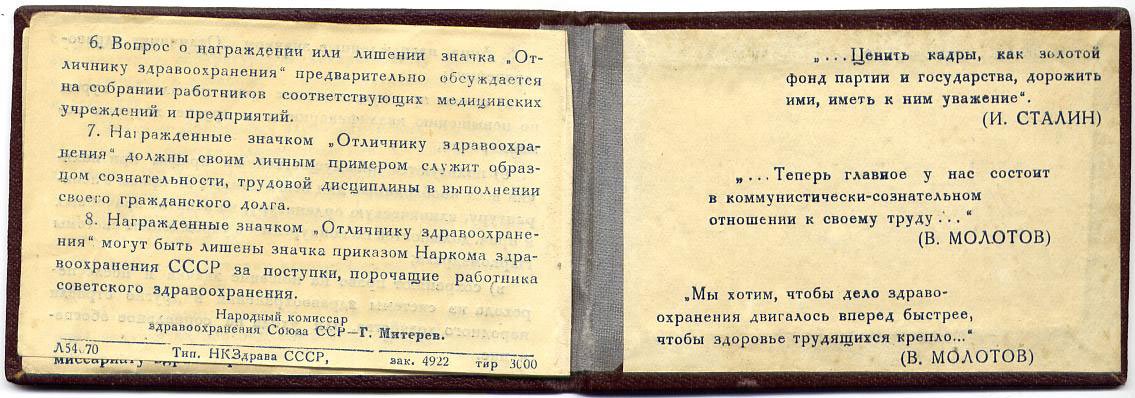 6. Вопрос о награждении или лишении значка „От-
личнику здравоохранения“ предварительно обсуждается
на собрании работников соответствующих медицинских
учреждений и предприятий.
7. Награжденные значком „Отличнику здравоохра-
нения“ должны своим личным примером служит образ-
цом сознательности, трудовой дисциплины в выполнении
своего гражданского долга.
8. Награжденные значком „Отличнику здравоохране-
ния“ могут быть лишены значка приказом Наркома здра-
воохранения СССР за поступки, порочащие работника
советского здравоохранения.
Народный комиссар
здравоохранения Союза ССР—Г. Митерев.
Л54670 Тип. НКЗдрава СССР, зак. 4922 тир 3000
„...Ценить кадры, как золотой
фонд партии и государства, дорожить
ими, иметь к ним уважение“.
(И. СТАЛИН)
„...Теперь главное у нас состоит
в коммунистически-сознательном
отношении к своему труду...“
(В. МОЛОТОВ)
„Мы хотим, чтобы дело здраво-
охранения двигалось вперед быстрее,
чтобы здоровье трудящихся крепло...“
(В. МОЛОТОВ)